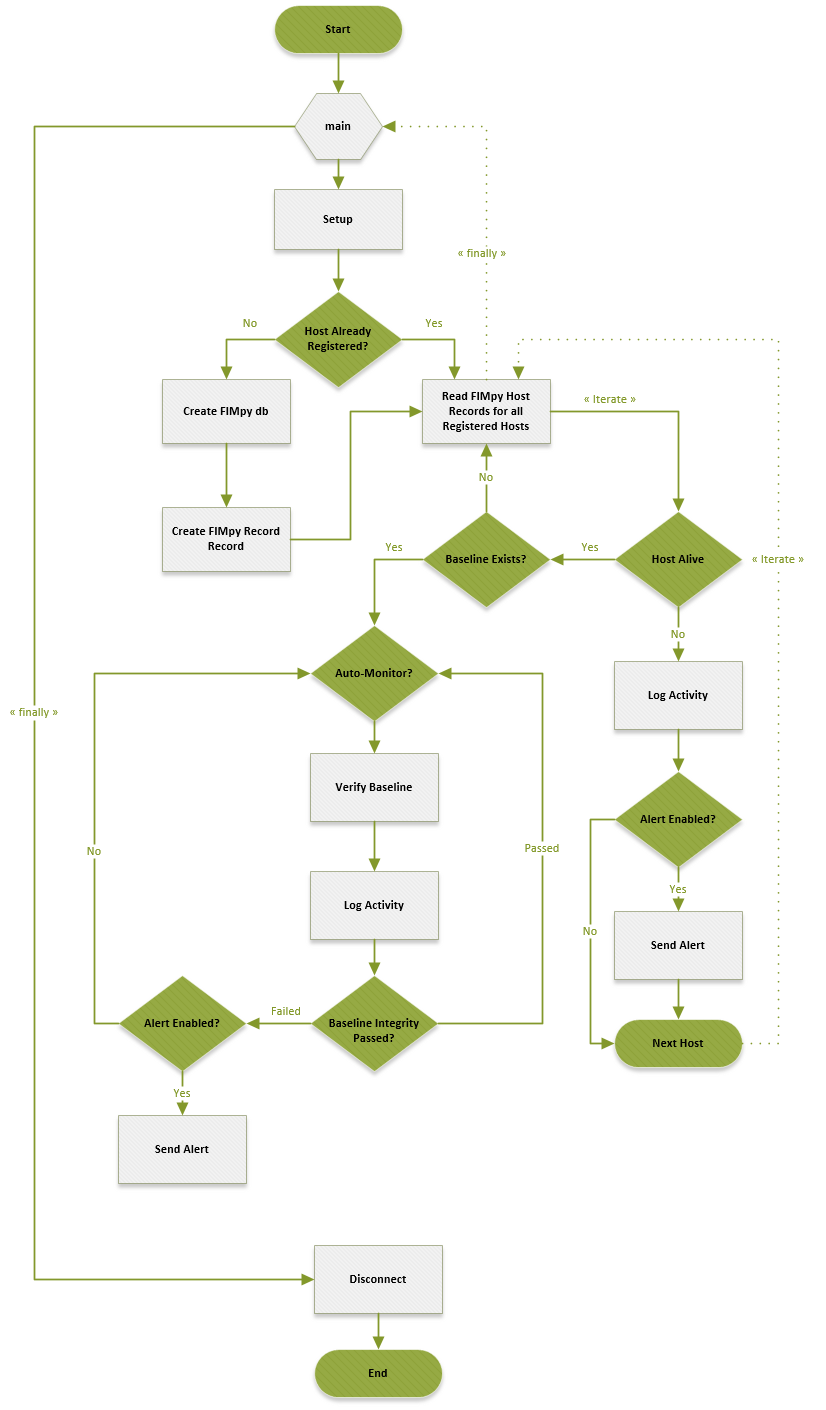 Start
main
Setup
« finally »
Host Already
Registered?
No
Yes
Create FIMpy db
Read FIMpy Host
Records for all
Registered Hosts
« Iterate »
No
Create FIMpy Record
Record
Yes
Baseline Exists?
Yes
Host Alive
« Iterate »
No
Auto-Monitor?
Log Activity
« finally »
Verify Baseline
Alert Enabled?
No
Passed
Yes
Log Activity
No
Send Alert
Alert Enabled?
Failed
Baseline Integrity
Passed?
Next Host
Yes
Send Alert
Disconnect
End